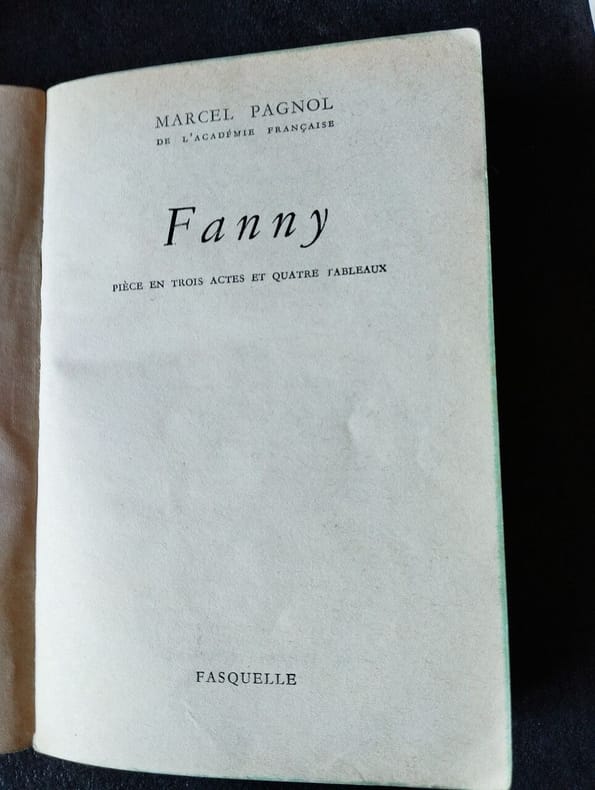 MARCEL PAGNOL
DE L'ACADÉMIE FRANÇAISE
Fanny
PIÈCE EN TROIS ACTES ET QUATRE TABLEAUX
FASQUELLE